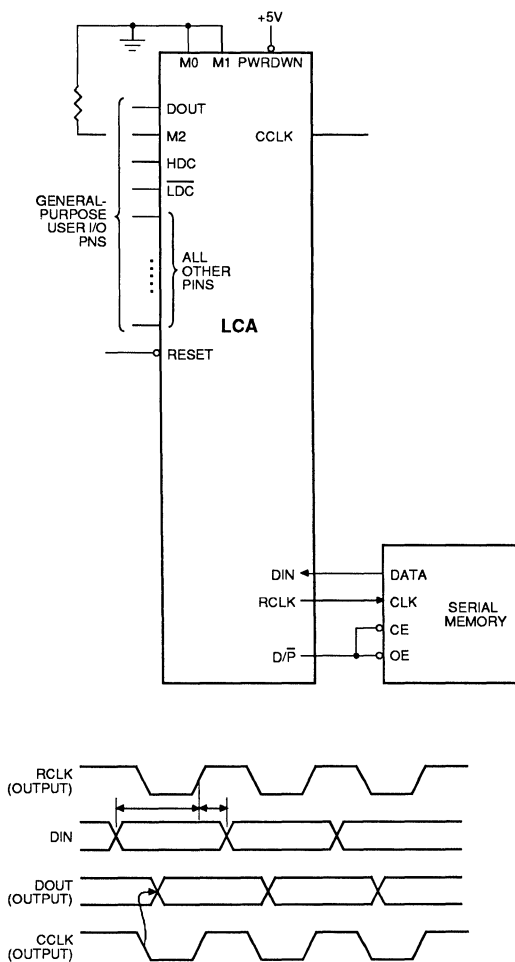 +5V
M0 M1 PWRDWN
DOUT
M2
CCLK
HDC
LDC
GENERAL-
PURPOSE
USER I/O
PNS
ALL
OTHER
PINS
LCA
RESET
DIN
DATA
RCLK
CLK
SERIAL
MEMORY
CE
D/P
OE
RCLK
(OUTPUT)
DIN
DOUT
(OUTPUT)
CCLK
(OUTPUT)